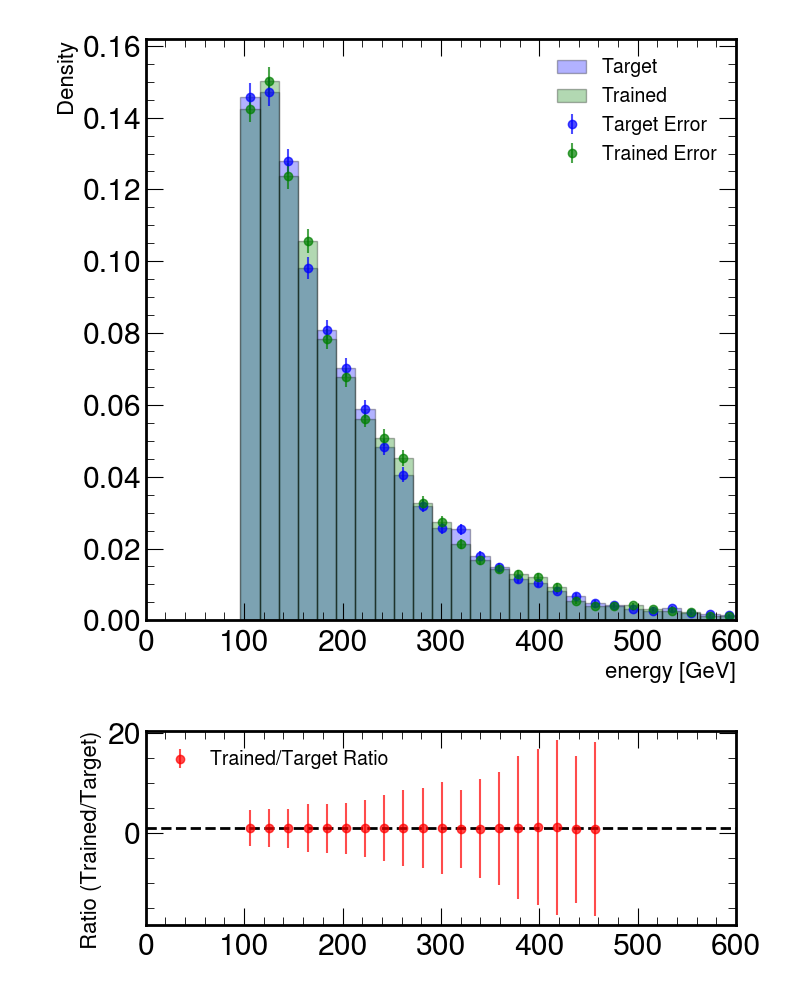 Density
0.16
0.14
0.12
0.10
0.08
0.06
0.04
0.02
0.00
Target
Trained
Target Error
Trained Error
0 100 200 300 400 500 600
energy [GeV]
Ratio (Trained/Target)
20
0
Trained/Target Ratio
0 100 200 300 400 500 600